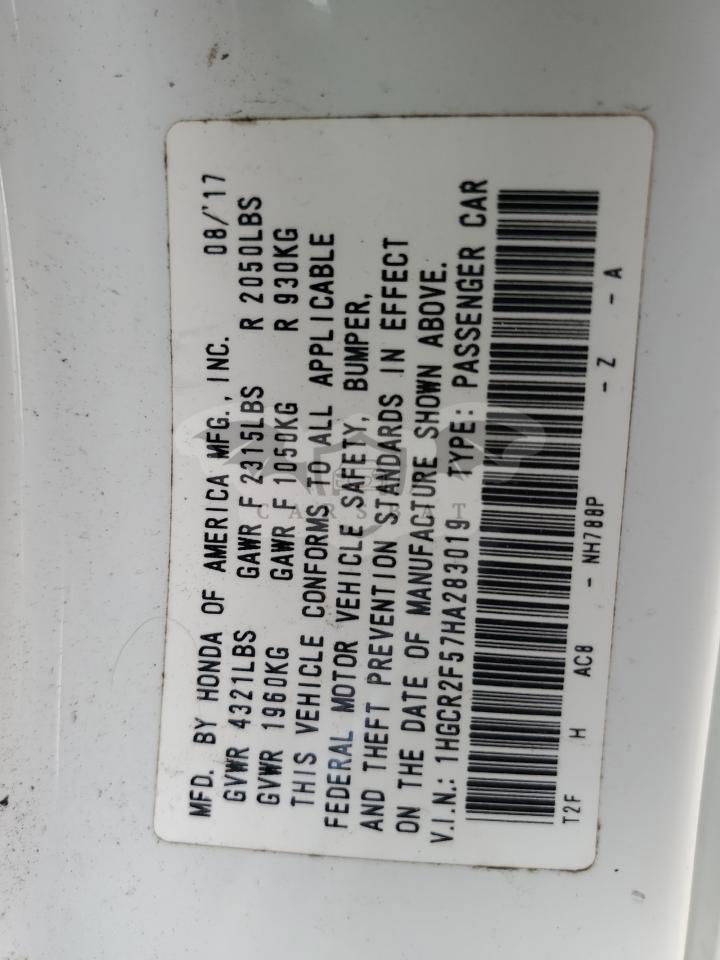 MFD. BY HONDA OF AMERICA MFG., INC. 08/'17
GVWR 4321LBS GAWR F 2315LBS R 2050LBS
GVWR 1960KG GAWR F 1050KG R 930KG
THIS VEHICLE CONFORMS TO ALL APPLICABLE
FEDERAL MOTOR VEHICLE SAFETY, BUMPER,
AND THEFT PREVENTION STANDARDS IN EFFECT
ON THE DATE OF MANUFACTURE SHOWN ABOVE.
V.I.N.: 1HGCR2F57HA283019 TYPE: PASSENGER CAR
T2F H AC8 - NH788P - Z - A
CARSBAT